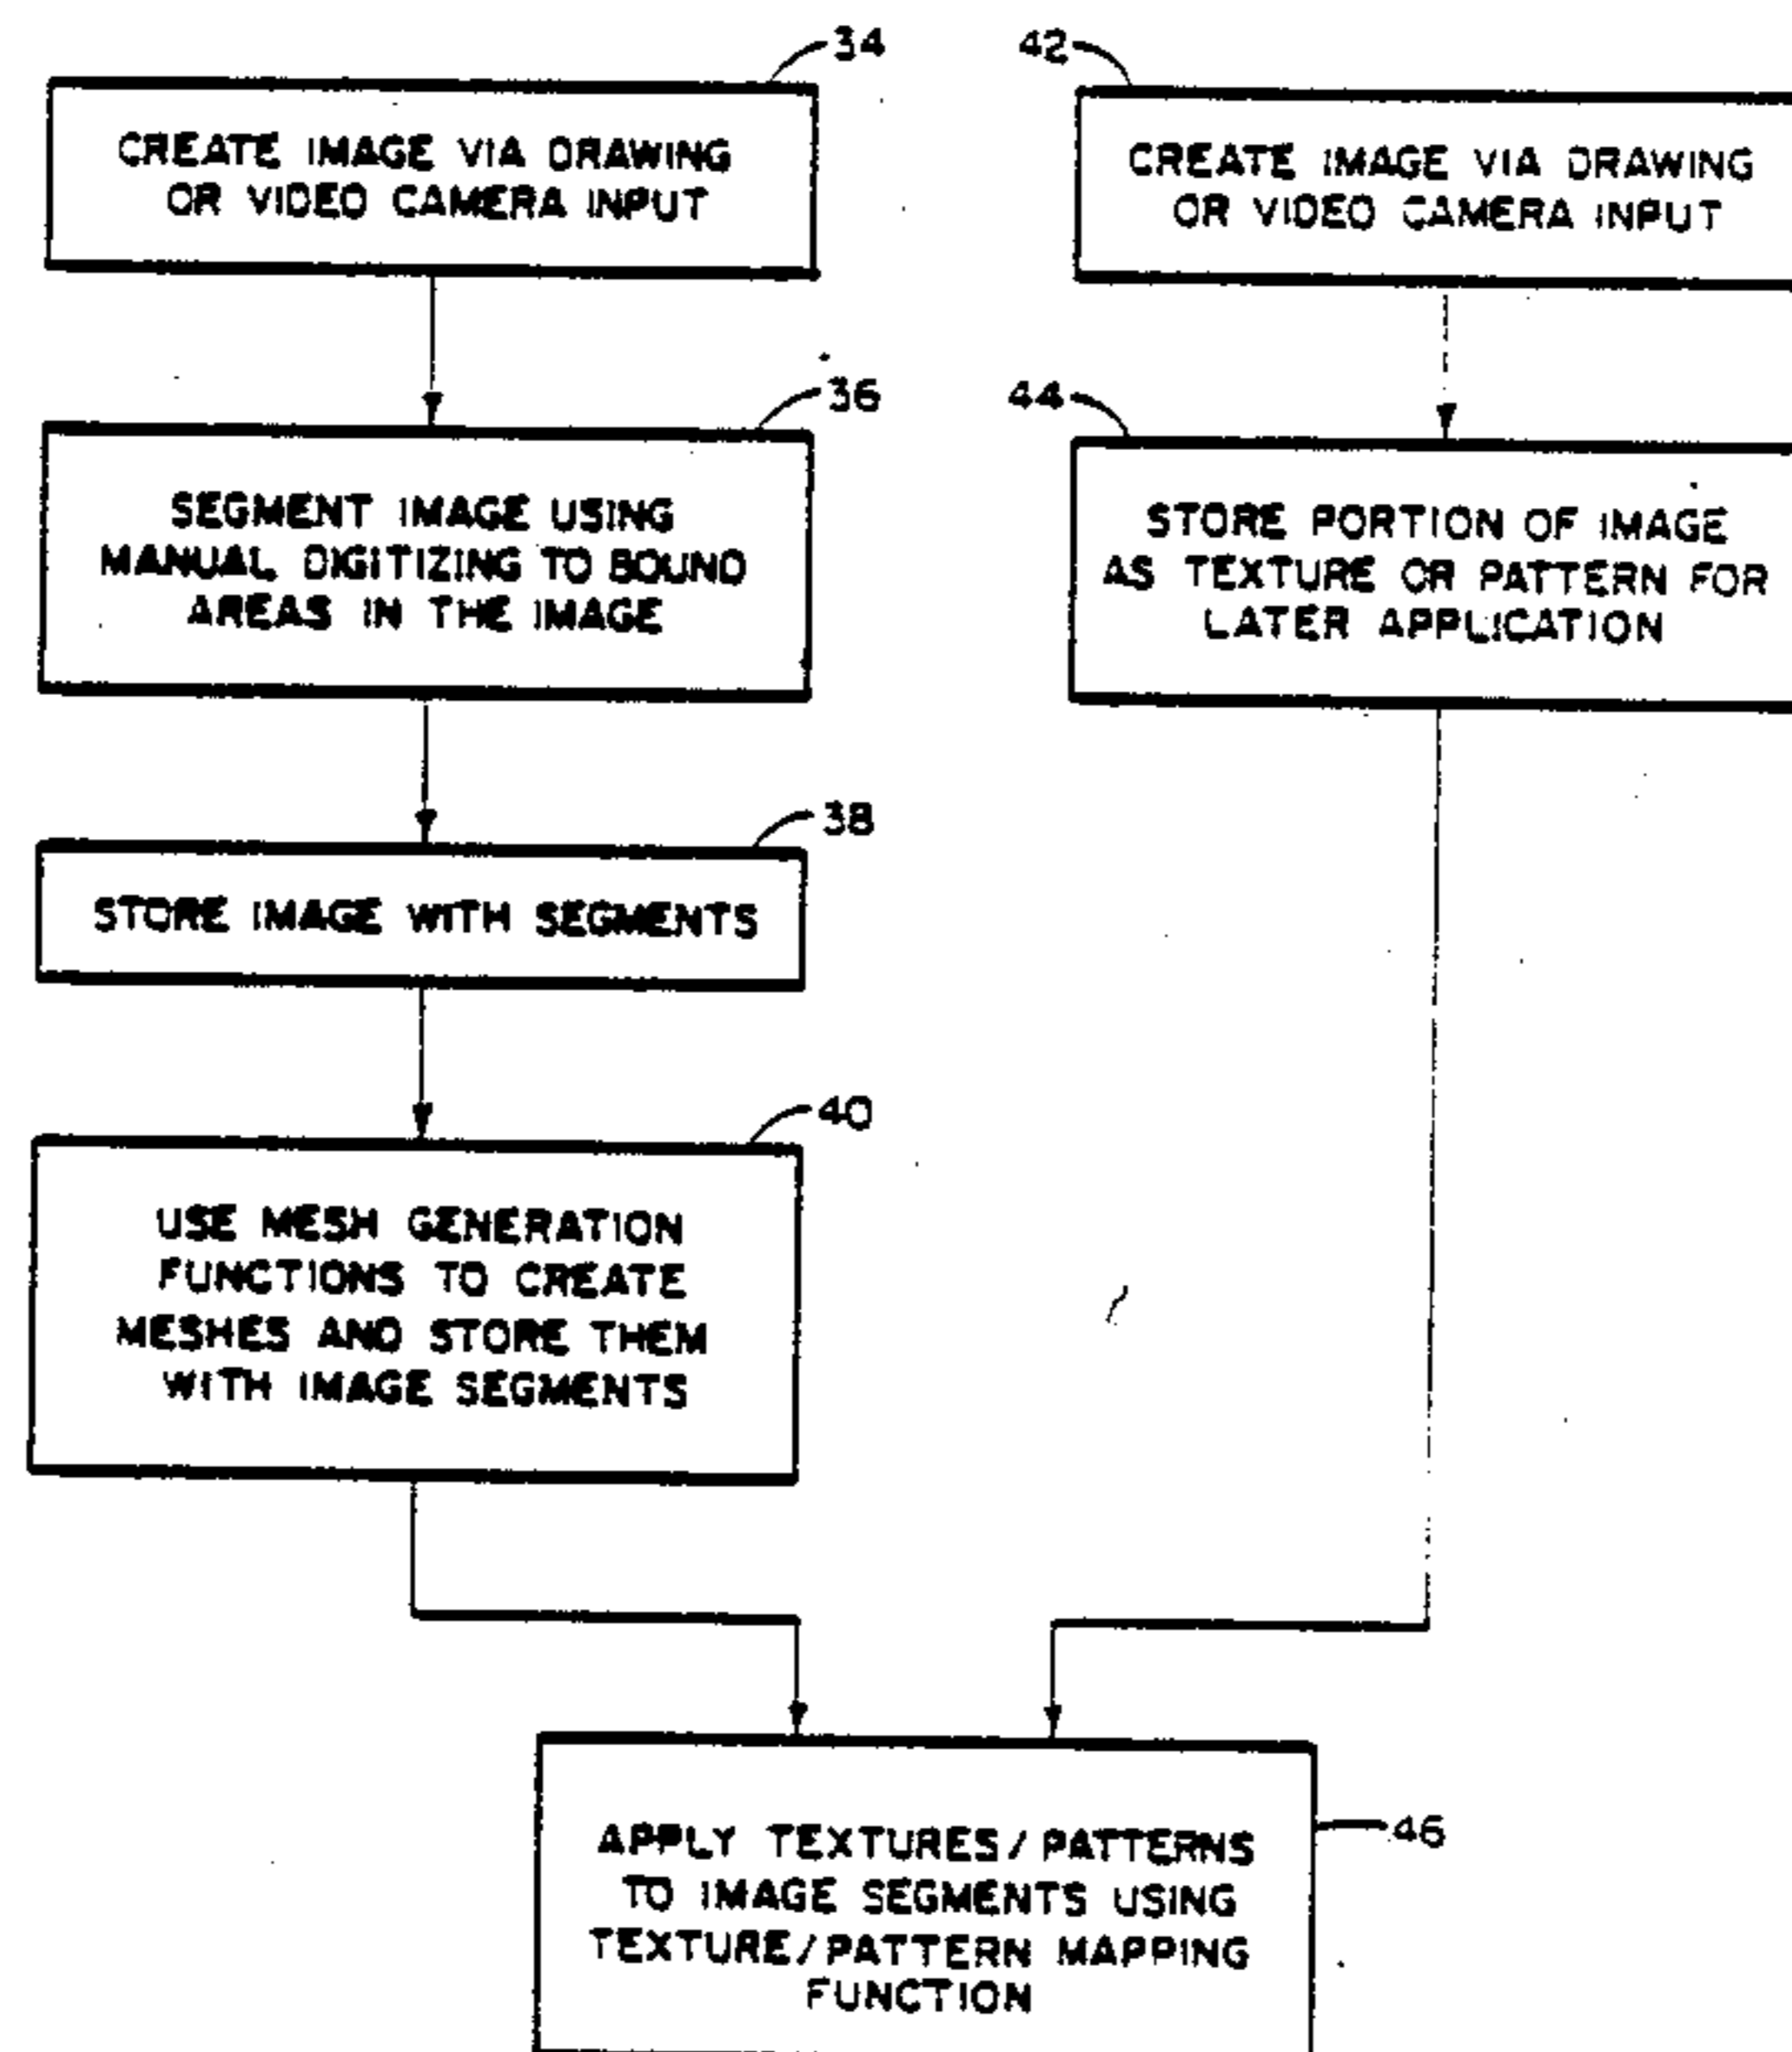 34
CREATE IMAGE VIA DRAWING
OR VIDEO CAMERA INPUT
36
SEGMENT IMAGE USING
MANUAL DIGITIZING TO BOUND
AREAS IN THE IMAGE
38
STORE IMAGE WITH SEGMENTS
40
USE MESH GENERATION
FUNCTIONS TO CREATE
MESHES AND STORE THEM
WITH IMAGE SEGMENTS
42
CREATE IMAGE VIA DRAWING
OR VIDEO CAMERA INPUT
44
STORE PORTION OF IMAGE
AS TEXTURE OR PATTERN FOR
LATER APPLICATION
46
APPLY TEXTURES/PATTERNS
TO IMAGE SEGMENTS USING
TEXTURE/PATTERN MAPPING
FUNCTION